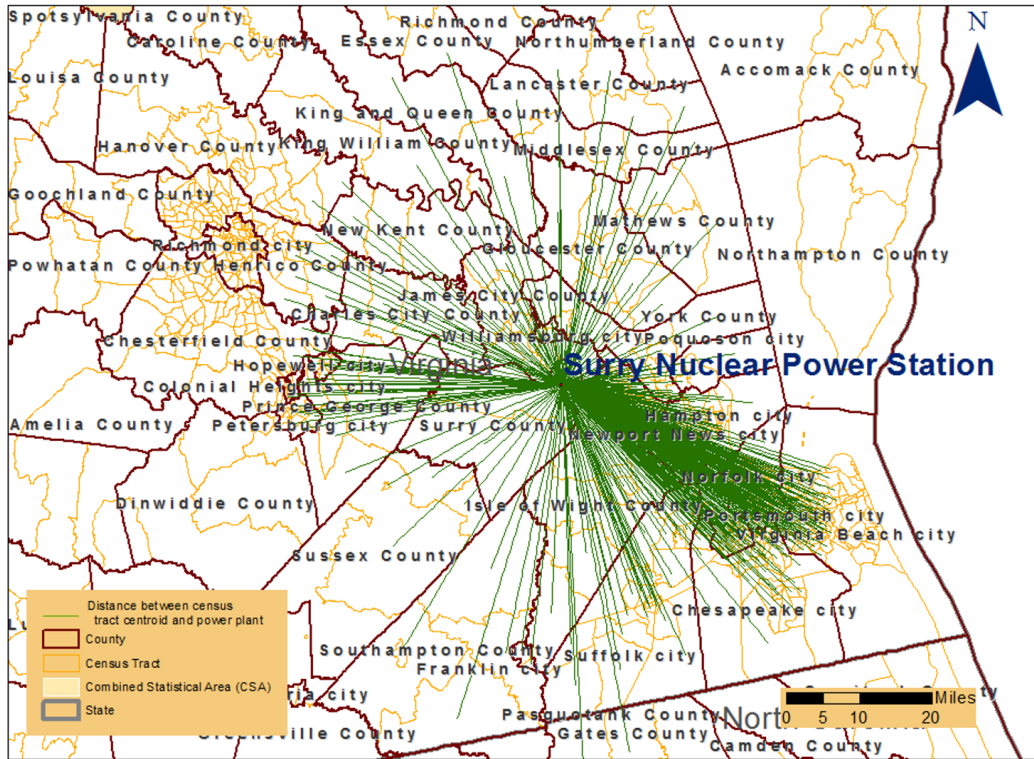 Spotsylvania County
Richmond County
Caroline County
Essex County
Northumberland County
N
Louisa County
Accomack County
Lancaster County
King and Queen County
Hanover County
King William County
Middlesex County
Goochland County
Mathews County
New Kent County
Richmond city
Gloucester County
Northampton County
Powhatan County
Henrico County
James City County
Charles City County
York County
Chesterfield County
Williamsburg city
Poquoson city
Hopewell city
Virginia
Surry Nuclear Power Station
Colonial Heights city
Prince George County
Hampton city
Amelia County
Petersburg city
Surry County
Newport News city
Norfolk city
Dinwiddie County
Isle of Wight County
Portsmouth city
Virginia Beach city
Sussex County
Distance between census
tract centroid and power plant
County
Census Tract
Combined Statistical Area (CSA)
State
Chesapeake city
Southampton County
Franklin city
Suffolk city
Miles
0 5 10 20
Pasquotank County
Gates County
Camden County